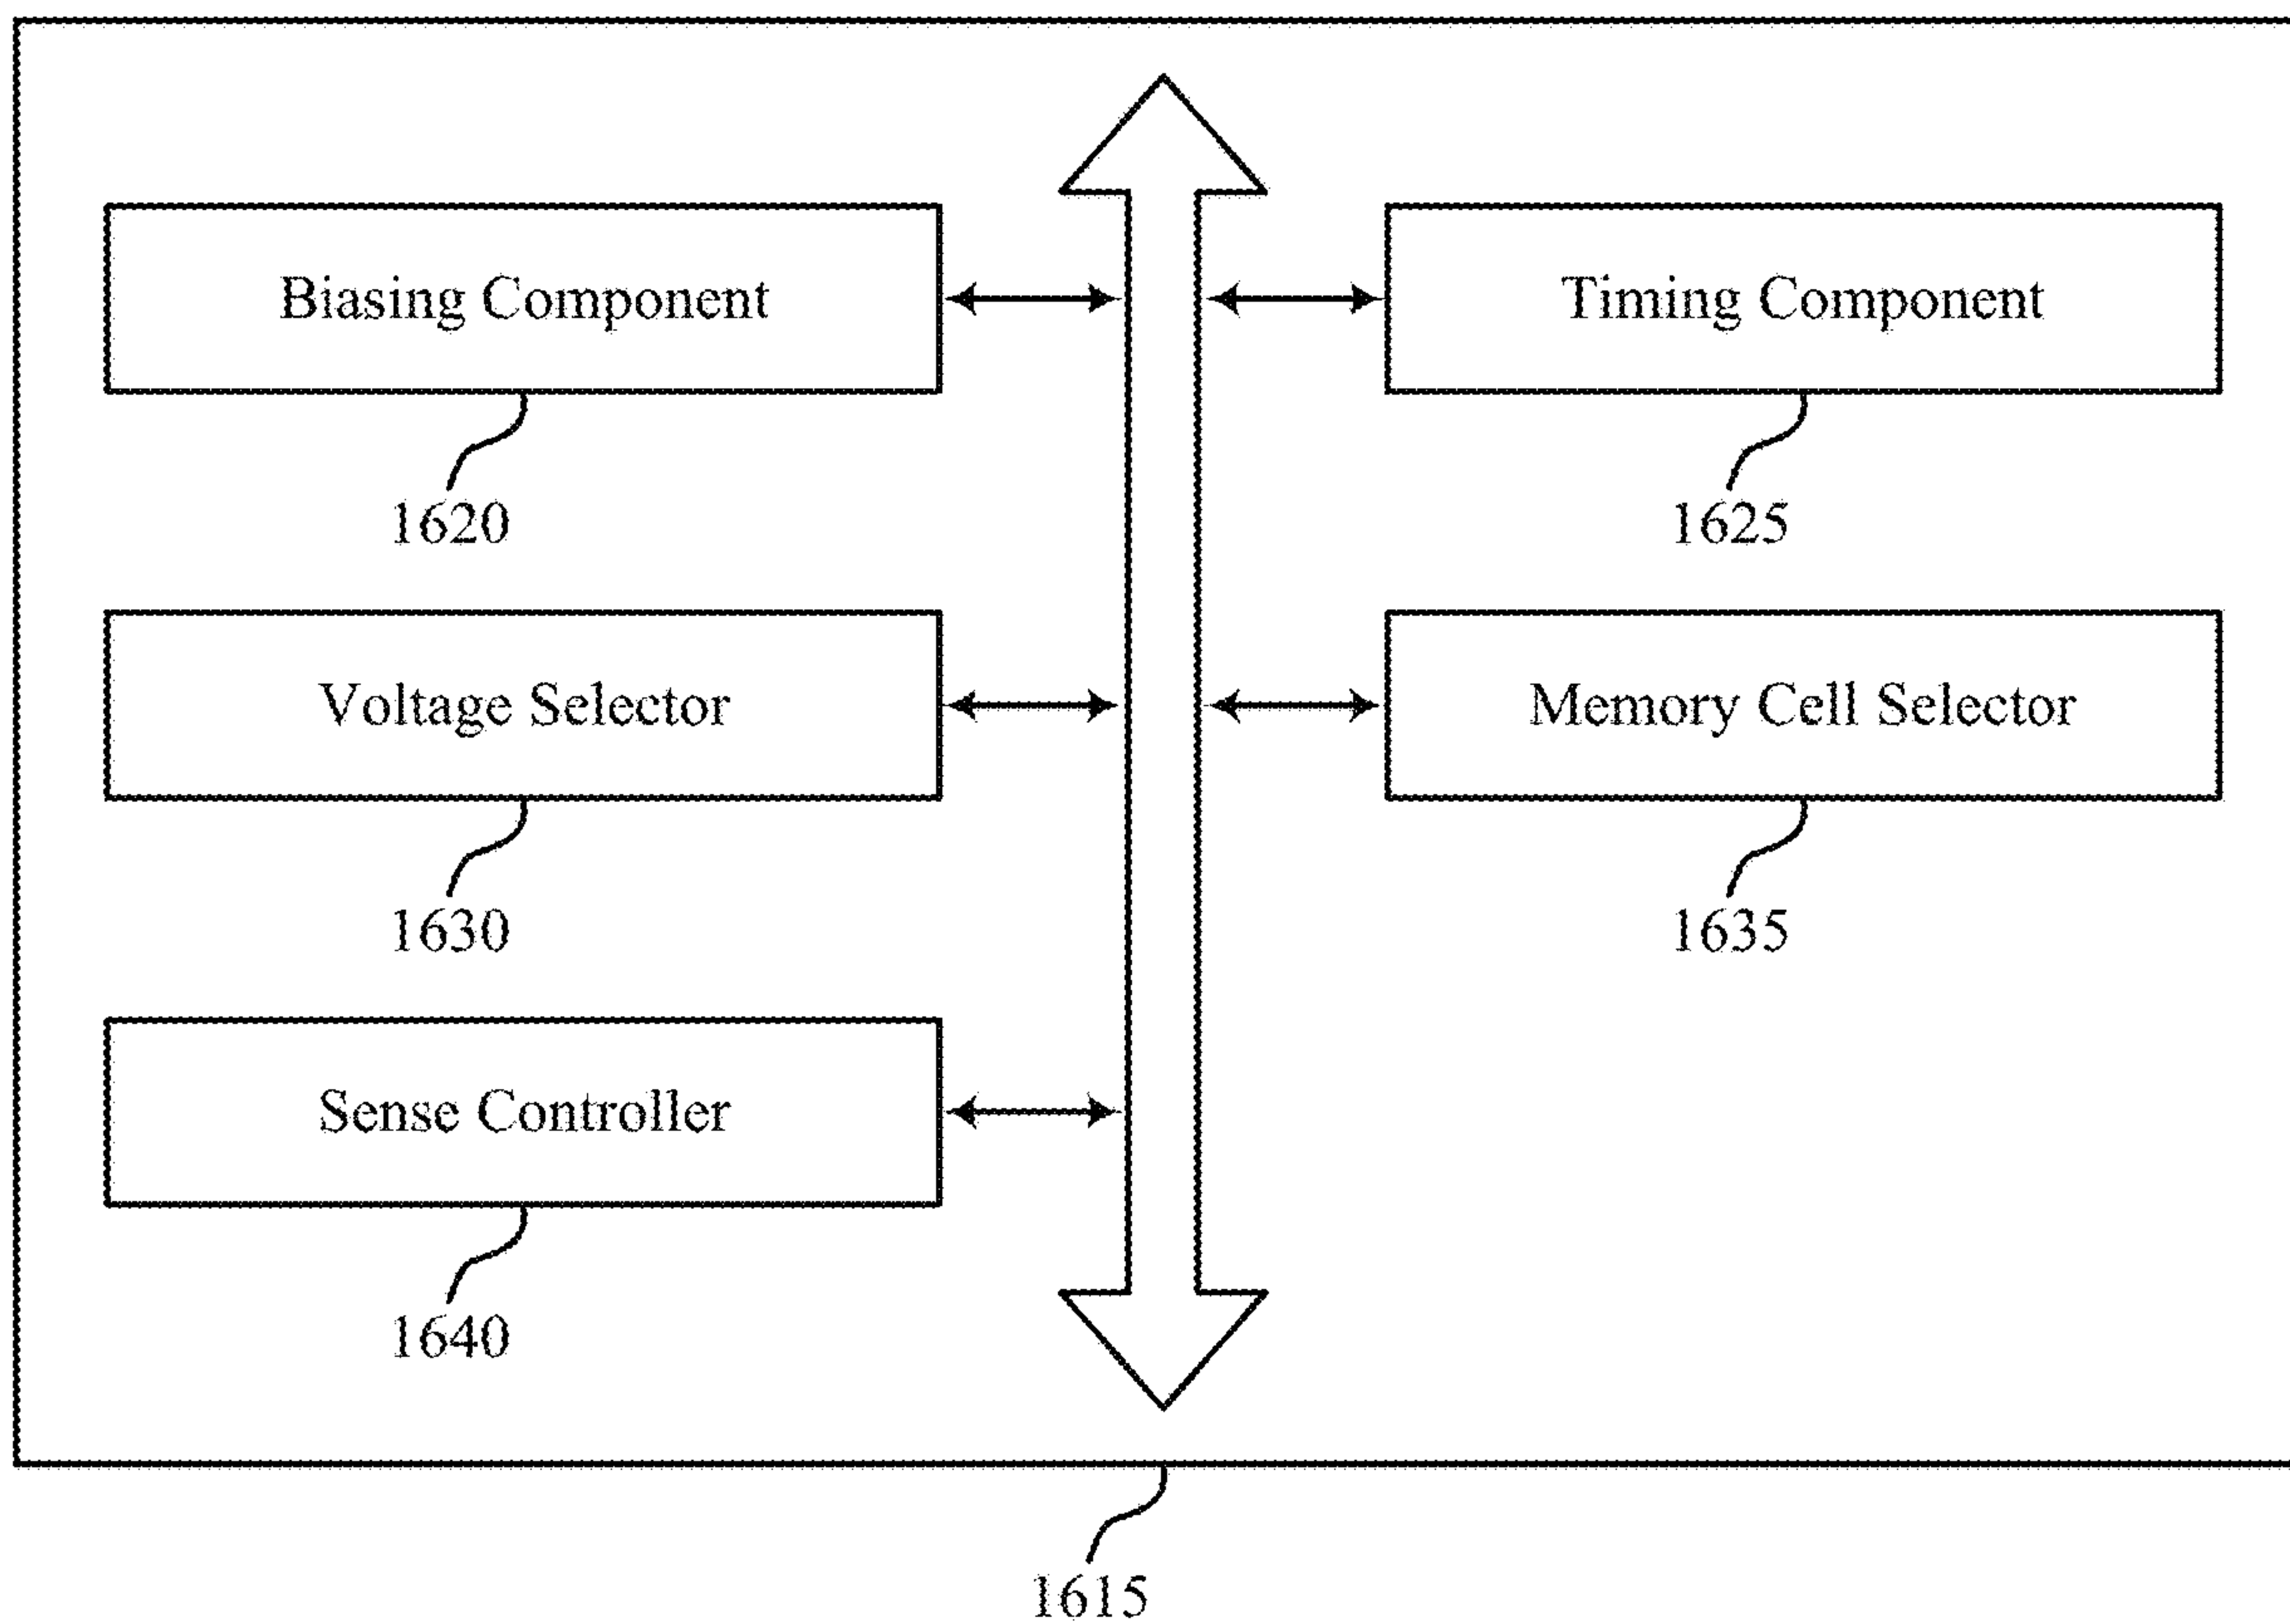 Biasing Component
Timing Component
1620
1625
Voltage Selector
Memory Cell Selector
1630
1635
Sense Controller
1640
1615